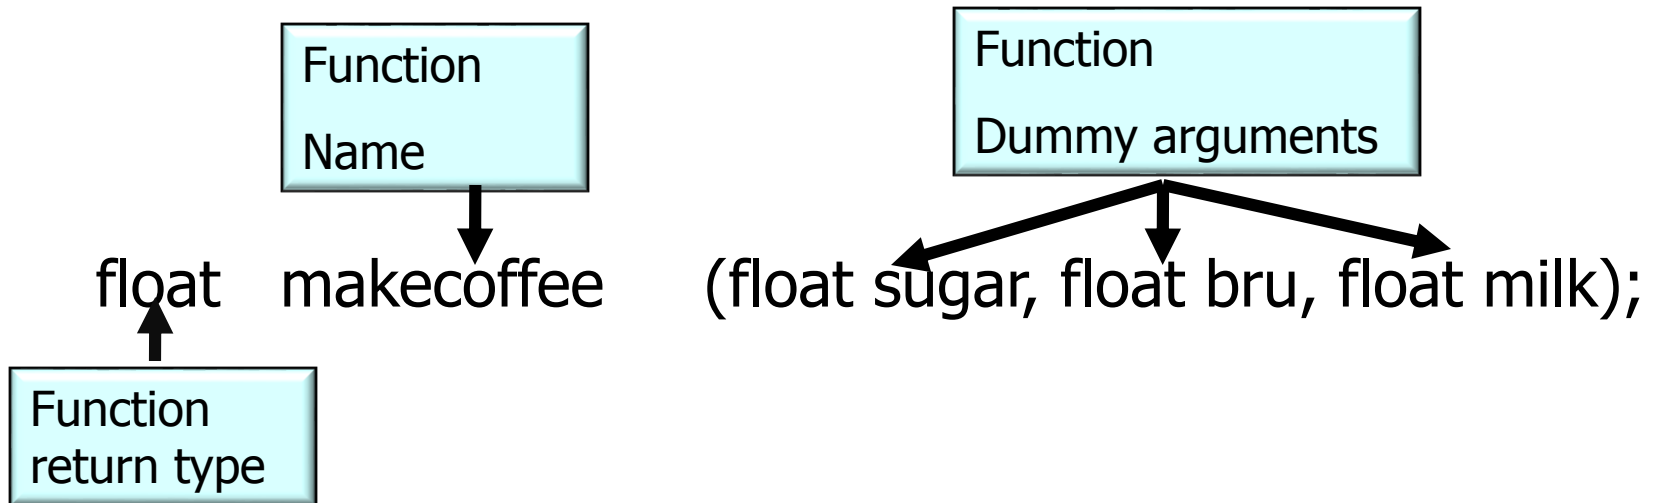 Function
Name
Function
Dummy arguments
float makecoffee (float sugar, float bru, float milk);
Function
return type